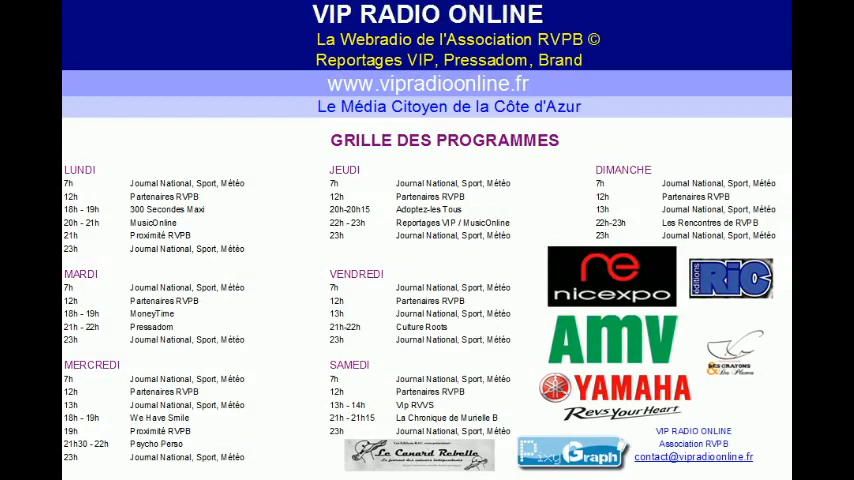 VIP RADIO ONLINE
La Webradio de l'Association RVPB ©
Reportages VIP, Pressadom, Brand
www.vipradioonline.fr
Le Média Citoyen de la Côte d'Azur
GRILLE DES PROGRAMMES
LUNDI
7h Journal National, Sport, Météo
12h Partenaires RVPB
18h - 19h 300 Secondes Maxi
20h - 21h MusicOnline
21h Proximité RVPB
23h Journal National, Sport, Météo
MARDI
7h Journal National, Sport, Météo
12h Partenaires RVPB
18h - 19h MoneyTime
21h - 22h Pressadom
23h Journal National, Sport, Météo
MERCREDI
7h Journal National, Sport, Météo
12h Partenaires RVPB
13h Journal National, Sport, Météo
18h - 19h We Have Smile
19h Proximité RVPB
21h30 - 22h Psycho Perso
23h Journal National, Sport, Météo
JEUDI
7h Journal National, Sport, Météo
12h Partenaires RVPB
20h-20h15 Adoptez-les Tous
22h - 23h Reportages VIP / MusicOnline
23h Journal National, Sport, Météo
VENDREDI
7h Journal National, Sport, Météo
12h Partenaires RVPB
13h Journal National, Sport, Météo
21h-22h Culture Roots
23h Journal National, Sport, Météo
SAMEDI
7h Journal National, Sport, Météo
12h Partenaires RVPB
13h - 14h Vip RVVS
21h - 21h15 La Chronique de Murielle B
23h Journal National, Sport, Météo
Le Canard Rebelle
DIMANCHE
7h Journal National, Sport, Météo
12h Partenaires RVPB
13h Journal National, Sport, Météo
22h-23h Les Rencontres de RVPB
23h Journal National, Sport, Météo
nicexpo
éditions RIC
AMV
DES CRAYONS
& Des Plumes
YAMAHA
Revs Your Heart
PixyGraph
VIP RADIO ONLINE
Association RVPB
contact@vipradioonline.fr